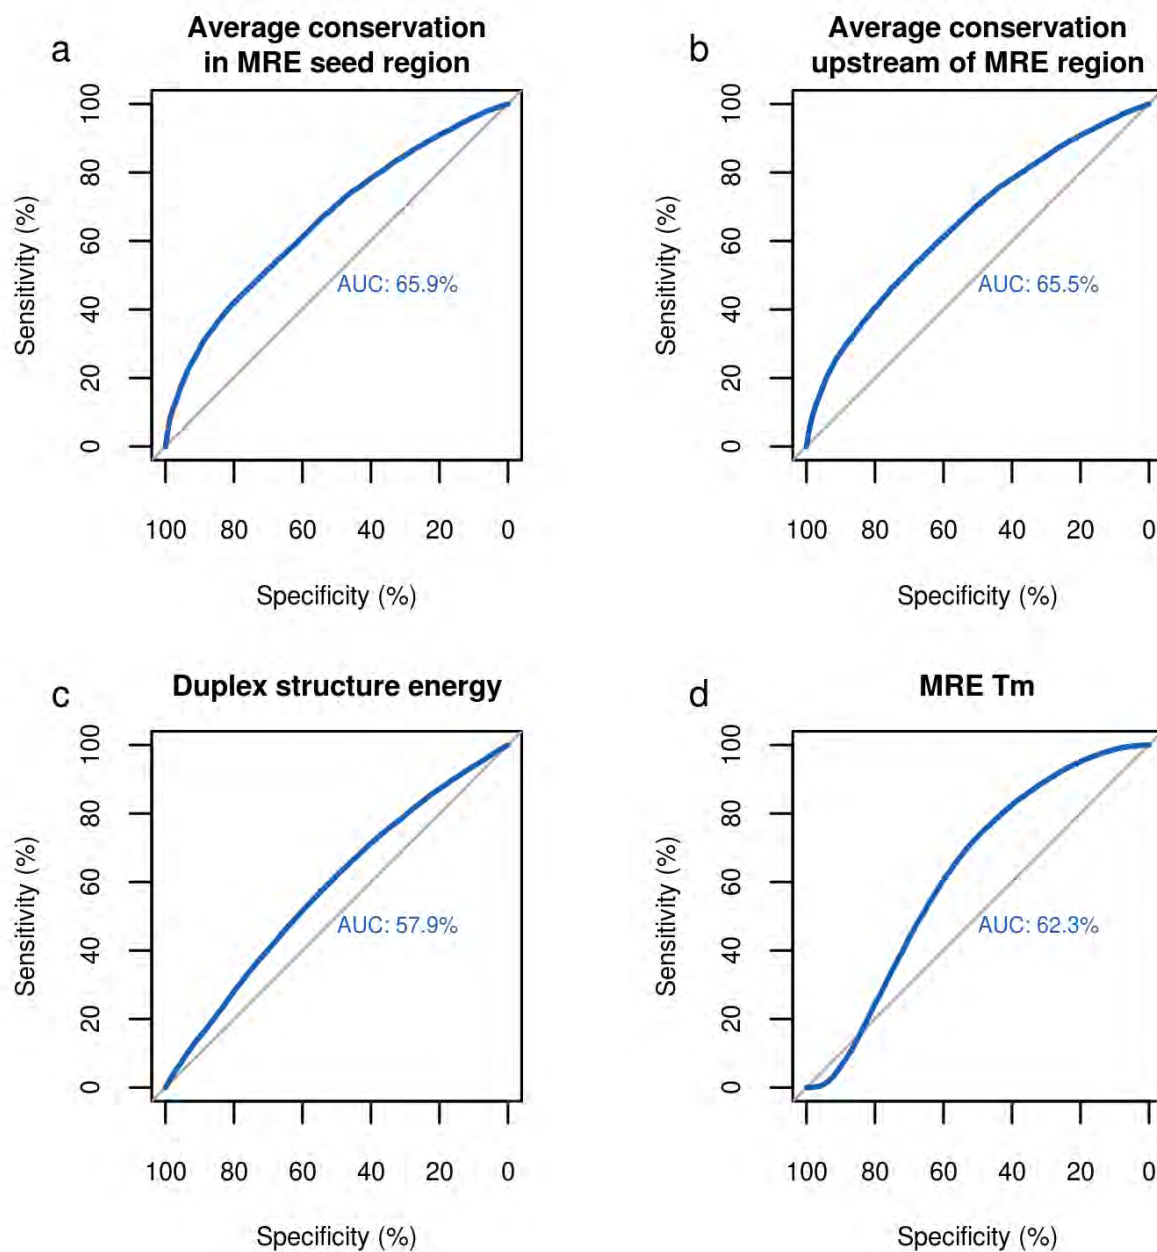 a
Average conservation
in MRE seed region
Sensitivity (%)
100
80
60
40
20
0
AUC: 65.9%
100 80 60 40 20 0
Specificity (%)
b
Average conservation
upstream of MRE region
Sensitivity (%)
100
80
60
40
20
0
AUC: 65.5%
100 80 60 40 20 0
Specificity (%)
c
Duplex structure energy
Sensitivity (%)
100
80
60
40
20
0
AUC: 57.9%
100 80 60 40 20 0
Specificity (%)
d
MRE Tm
Sensitivity (%)
100
80
60
40
20
0
AUC: 62.3%
100 80 60 40 20 0
Specificity (%)